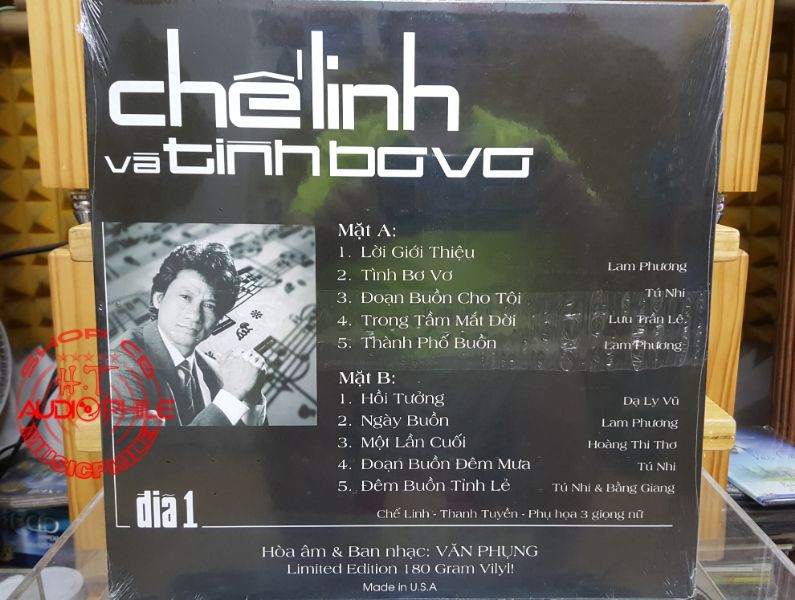 chế linh
và tình bơ vơ
Mặt A:
1. Lời Giới Thiệu
2. Tình Bơ Vơ Lam Phương
3. Đoạn Buồn Cho Tôi Tú Nhi
4. Trong Tầm Mắt Đời Lưu Trần Lê
5. Thành Phố Buồn Lam Phương
Mặt B:
1. Hồi Tưởng Dạ Ly Vũ
2. Ngày Buồn Lam Phương
3. Một Lần Cuối Hoàng Thi Thơ
4. Đoạn Buồn Đêm Mưa Tú Nhi
5. Đêm Buồn Tỉnh Lẻ Tú Nhi & Bằng Giang
Chế Linh - Thanh Tuyền - Phụ họa 3 giọng nữ
đĩa 1
Hòa âm & Ban nhạc: VĂN PHỤNG
Limited Edition 180 Gram Vilyl!
Made in U.S.A
SHOP CD
H.T
AUDIOPHILE
MUSICPHILE